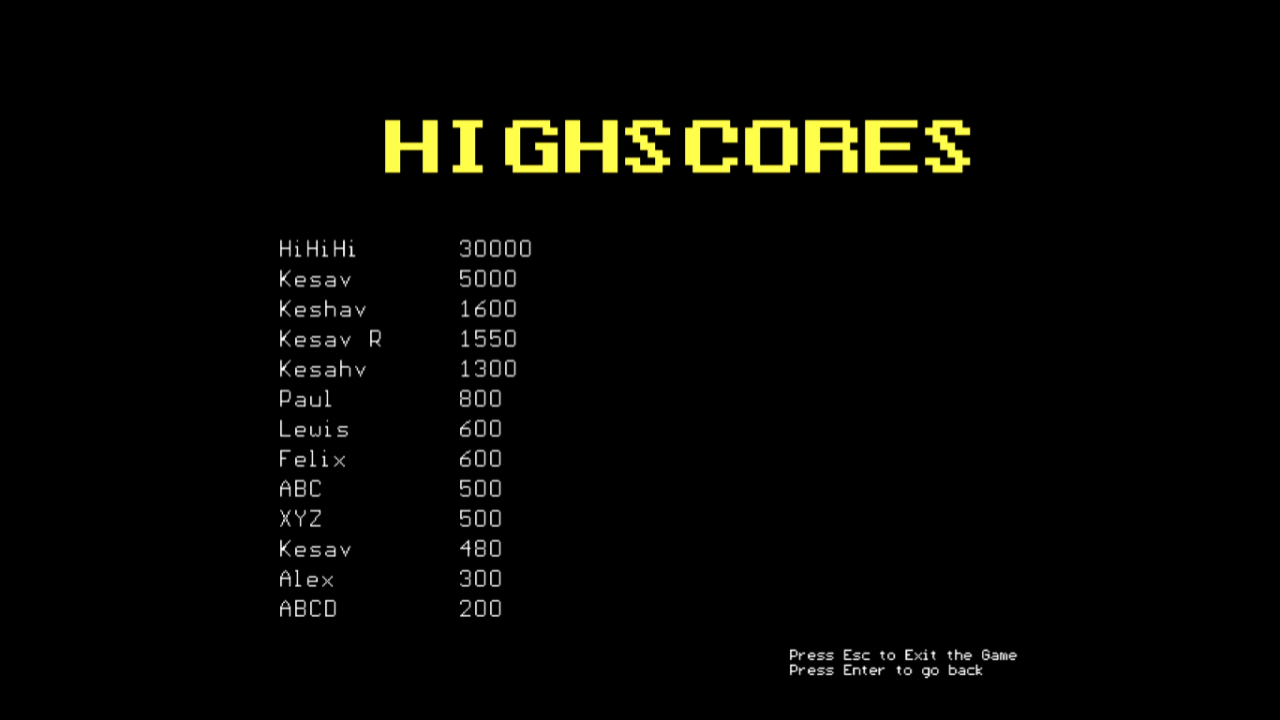 HIGHSCORES
HiHiHi 30000
Kesav 5000
Keshav 1600
Kesav R 1550
Kesahv 1300
Paul 800
Lewis 600
Felix 600
ABC 500
XYZ 500
Kesav 480
Alex 300
ABCD 200
Press Esc to Exit the Game
Press Enter to go back